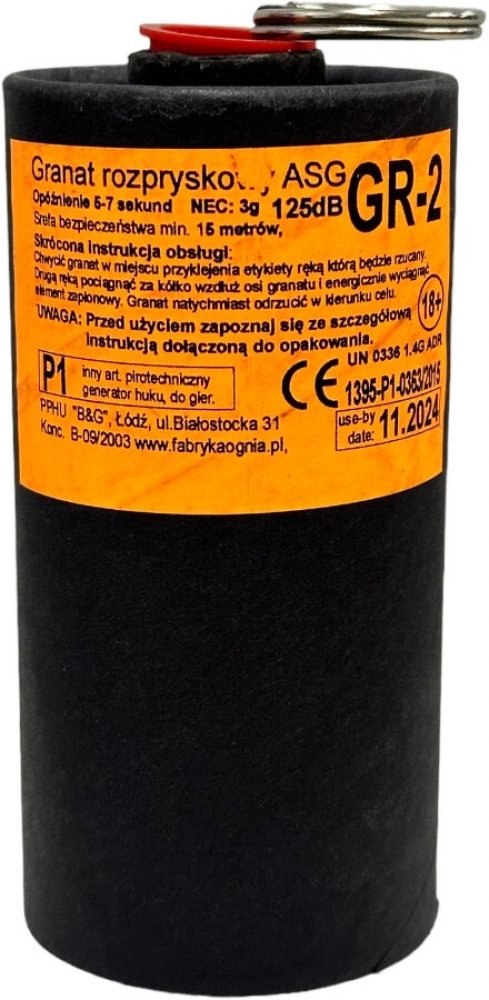 Granat rozpryskowy ASG GR-2
Opóźnienie 5-7 sekund NEC: 3g 125dB
Srefa bezpieczeństwa min. 15 metrów,
Skrócona Instrukcja obsługi:
Chwycić granat w miejscu przyklejenia etykiety ręką którą będzie rzucany.
Drugą ręką pociągnąć za kółko wzdłuż osi granatu i energicznie wyciągnąć
element zapłonowy. Granat natychmiast odrzucić w kierunku celu.
18+
UWAGA: Przed użyciem zapoznaj się ze szczegółową
Instrukcją dołączoną do opakowania.
UN 0336 1.4G ADR
P1 inny art. pirotechniczny
generator huku, do gier.
CE 1395-P1-0363/2015
PPHU "B&G", Łódź, ul.Białostocka 31
Konc. B-09/2003 www.fabrykaognia.pl,
use-by
date: 11.2024